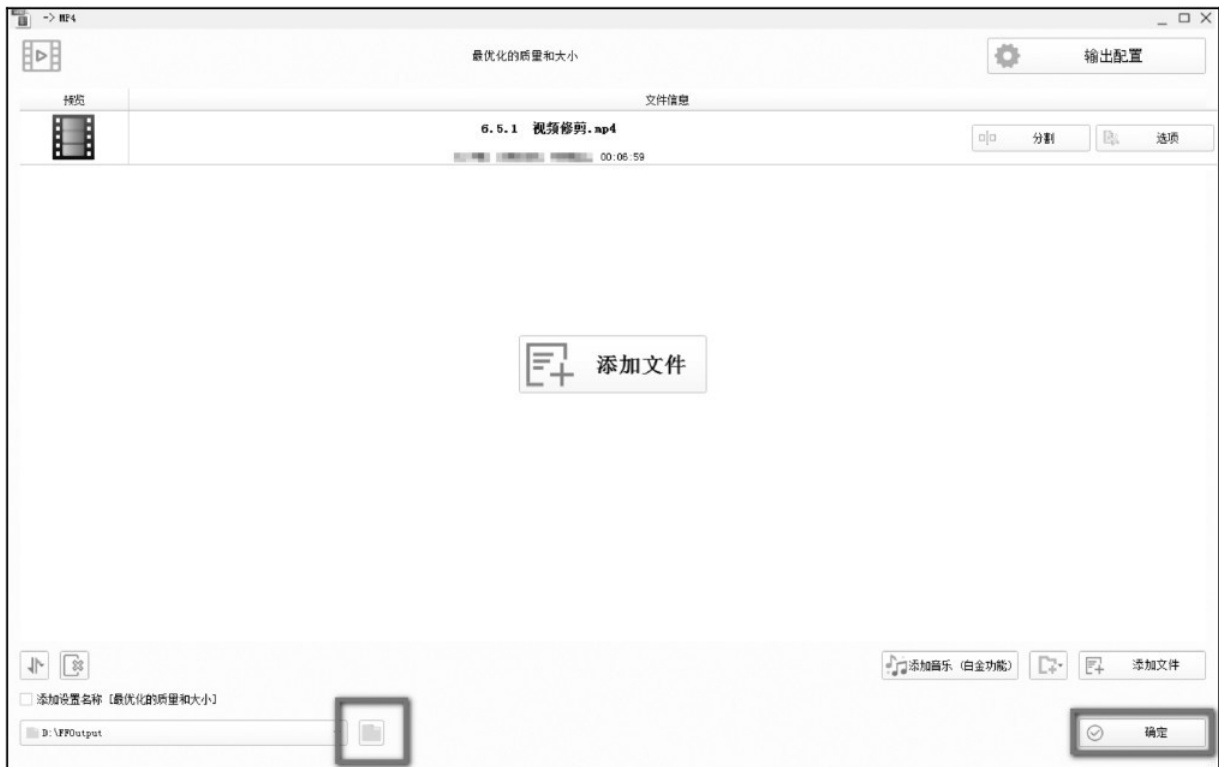 -> MP4
最优化的质量和大小
输出配置
预览
文件信息
6.5.1 视频修剪.mp4
00:06:59
分割
选项
添加文件
添加音乐（白金功能）
添加文件
添加设置名称 [最优化的质量和大小]
D:\FFOutput
确定